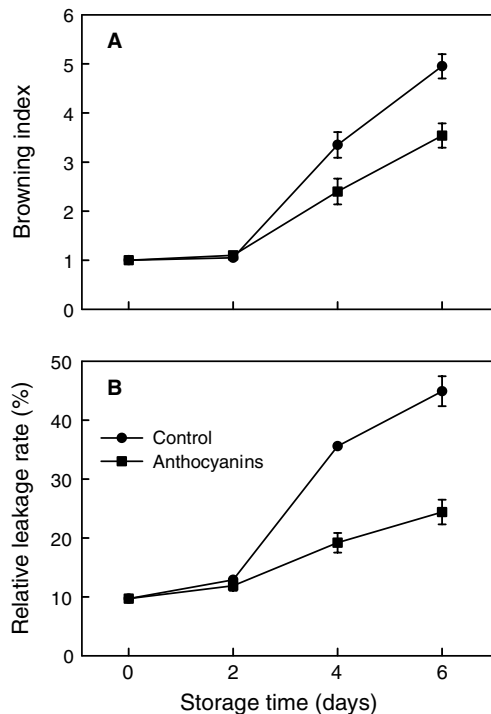 A
Browning index
6
5
4
3
2
1
0
B
Relative leakage rate (%)
50
40
30
20
10
0
Control
Anthocyanins
0 2 4 6
Storage time (days)